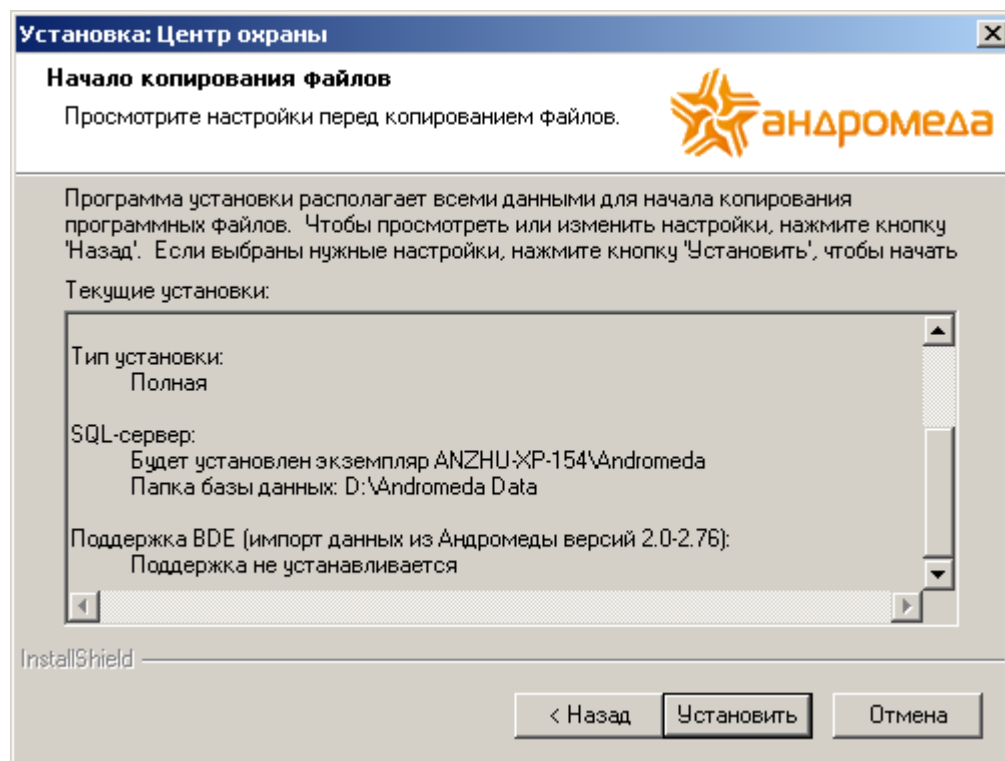 Установка: Центр охраны
Начало копирования файлов
Просмотрите настройки перед копированием файлов.
андромеда
Программа установки располагает всеми данными для начала копирования
программных файлов.  Чтобы просмотреть или изменить настройки, нажмите кнопку
'Назад'.  Если выбраны нужные настройки, нажмите кнопку 'Установить', чтобы начать
Текущие установки:
Тип установки:
Полная
SQL-сервер:
Будет установлен экземпляр ANZHU-XP-154\Andromeda
Папка базы данных: D:\Andromeda Data
Поддержка BDE (импорт данных из Андромеды версий 2.0-2.76):
Поддержка не устанавливается
InstallShield
< Назад
Установить
Отмена